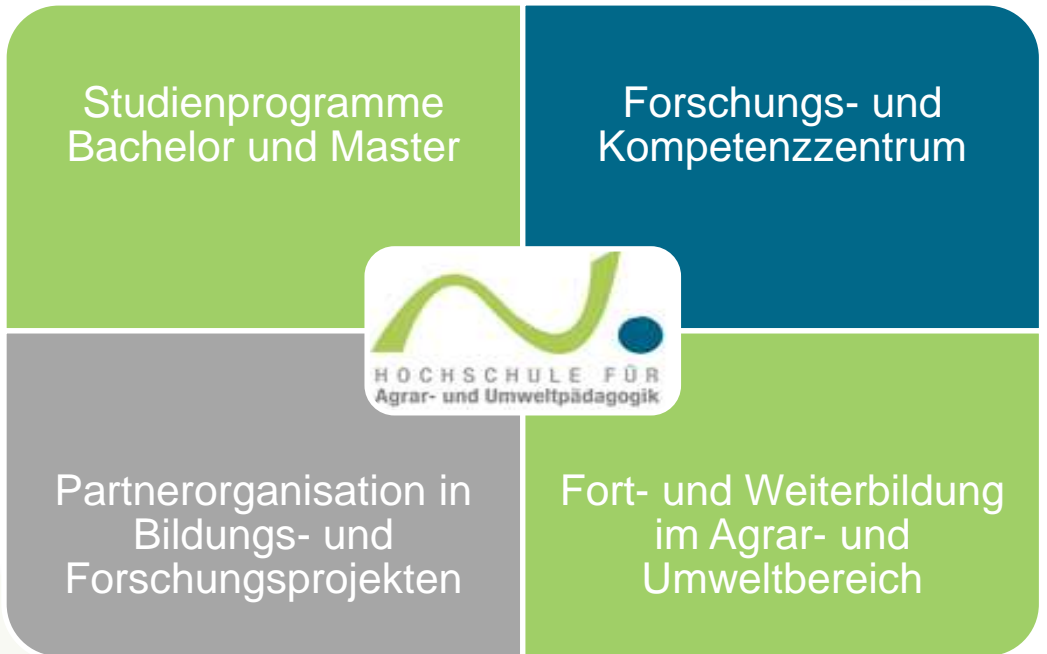 Studienprogramme
Bachelor und Master
Forschungs- und
Kompetenzzentrum
HOCHSCHULE FÜR
Agrar- und Umweltpädagogik
Partnerorganisation in
Bildungs- und
Forschungsprojekten
Fort- und Weiterbildung
im Agrar- und
Umweltbereich